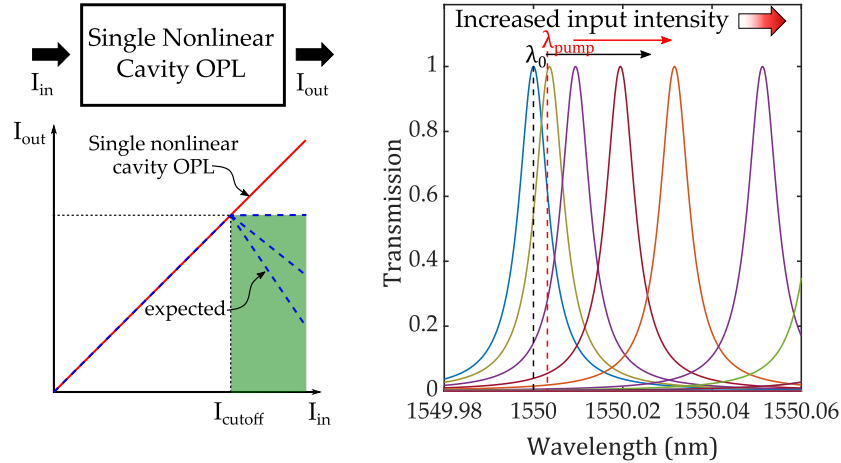 Single Nonlinear
Cavity OPL
I_in
I_out
I_out
Single nonlinear
cavity OPL
expected
I_cutoff
I_in
Increased input intensity
λ_pump
λ_0
Transmission
1
0.8
0.6
0.4
0.2
0
1549.98
1550
1550.02
1550.04
1550.06
Wavelength (nm)